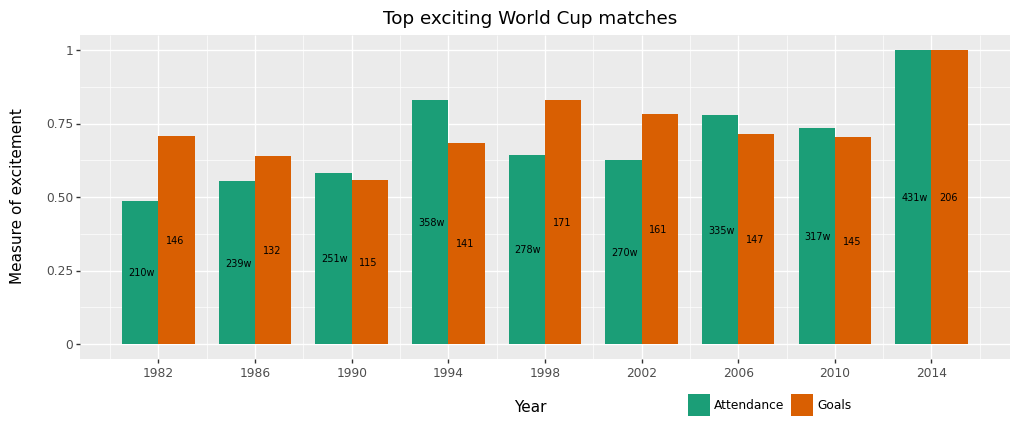 Top exciting World Cup matches
Measure of excitement
1
0.75
0.50
0.25
0
210w
146
239w
132
251w
115
358w
141
278w
171
270w
161
335w
147
317w
145
431w
206
1982
1986
1990
1994
1998
2002
2006
2010
2014
Year
Attendance
Goals